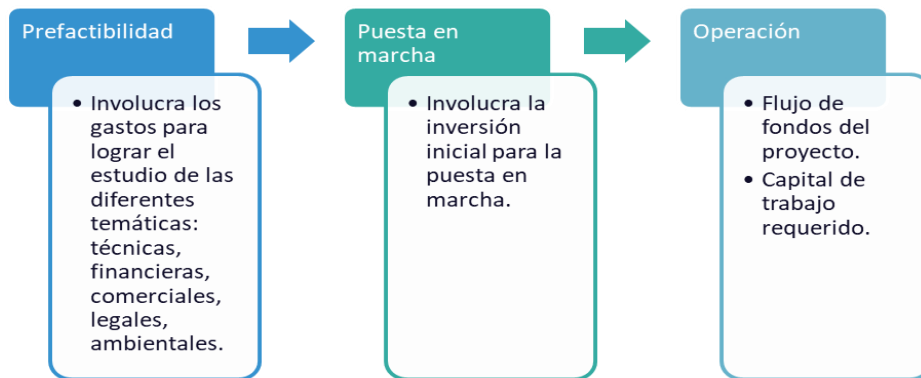 Prefactibilidad
• Involucra los
gastos para
lograr el
estudio de las
diferentes
temáticas:
técnicas,
financieras,
comerciales,
legales,
ambientales.
Puesta en
marcha
• Involucra la
inversión
inicial para la
puesta en
marcha.
Operación
• Flujo de
fondos del
proyecto.
• Capital de
trabajo
requerido.